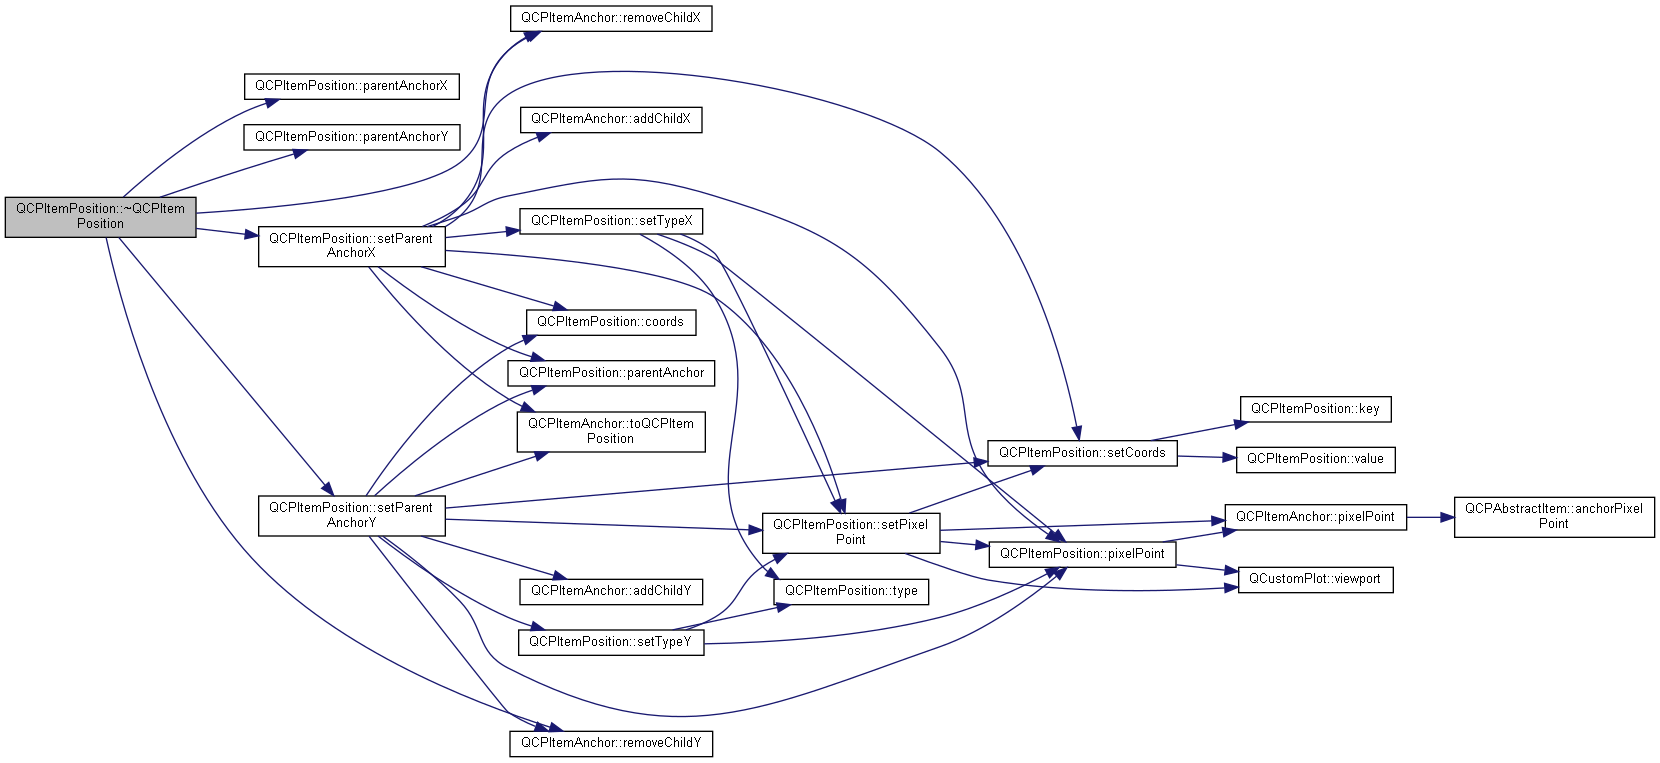 QCPItemAnchor::removeChildX
QCPItemPosition::parentAnchorX
QCPItemAnchor::addChildX
QCPItemPosition::parentAnchorY
QCPItemPosition::~QCPItem
Position
QCPItemPosition::setParent
AnchorX
QCPItemPosition::setTypeX
QCPItemPosition::coords
QCPItemPosition::parentAnchor
QCPItemAnchor::toQCPItem
Position
QCPItemPosition::key
QCPItemPosition::setCoords
QCPItemPosition::value
QCPItemPosition::setParent
AnchorY
QCPItemPosition::setPixel
Point
QCPItemAnchor::pixelPoint
QCPAbstractItem::anchorPixel
Point
QCPItemPosition::pixelPoint
QCustomPlot::viewport
QCPItemAnchor::addChildY
QCPItemPosition::type
QCPItemPosition::setTypeY
QCPItemAnchor::removeChildY